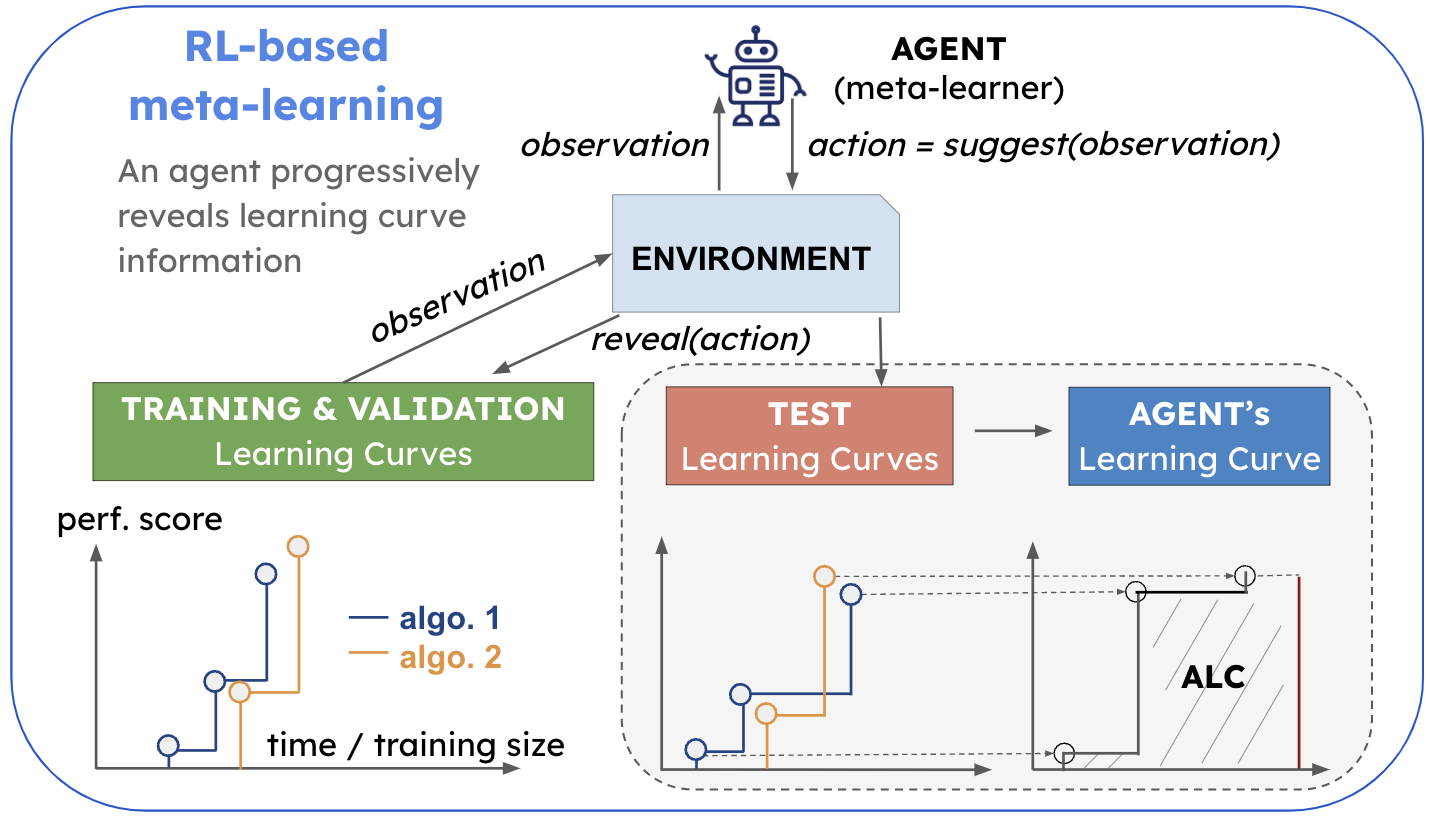 RL-based
meta-learning
An agent progressively
reveals learning curve
information
AGENT
(meta-learner)
observation
action = suggest(observation)
ENVIRONMENT
observation
reveal(action)
TRAINING & VALIDATION
Learning Curves
TEST
Learning Curves
AGENT’s
Learning Curve
perf. score
algo. 1
algo. 2
time / training size
ALC